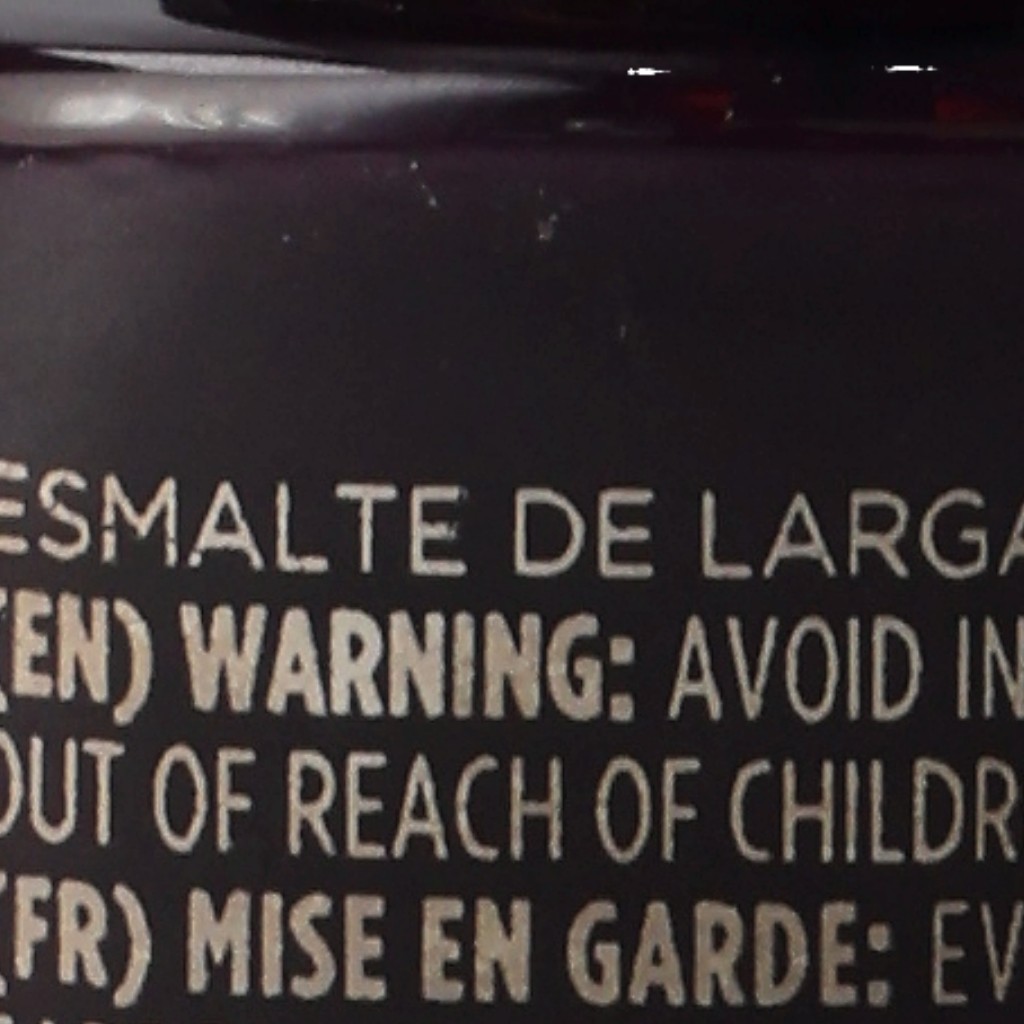 ESMALTE DE LARGA
(EN) WARNING: AVOID IN
OUT OF REACH OF CHILDR
(FR) MISE EN GARDE: EV